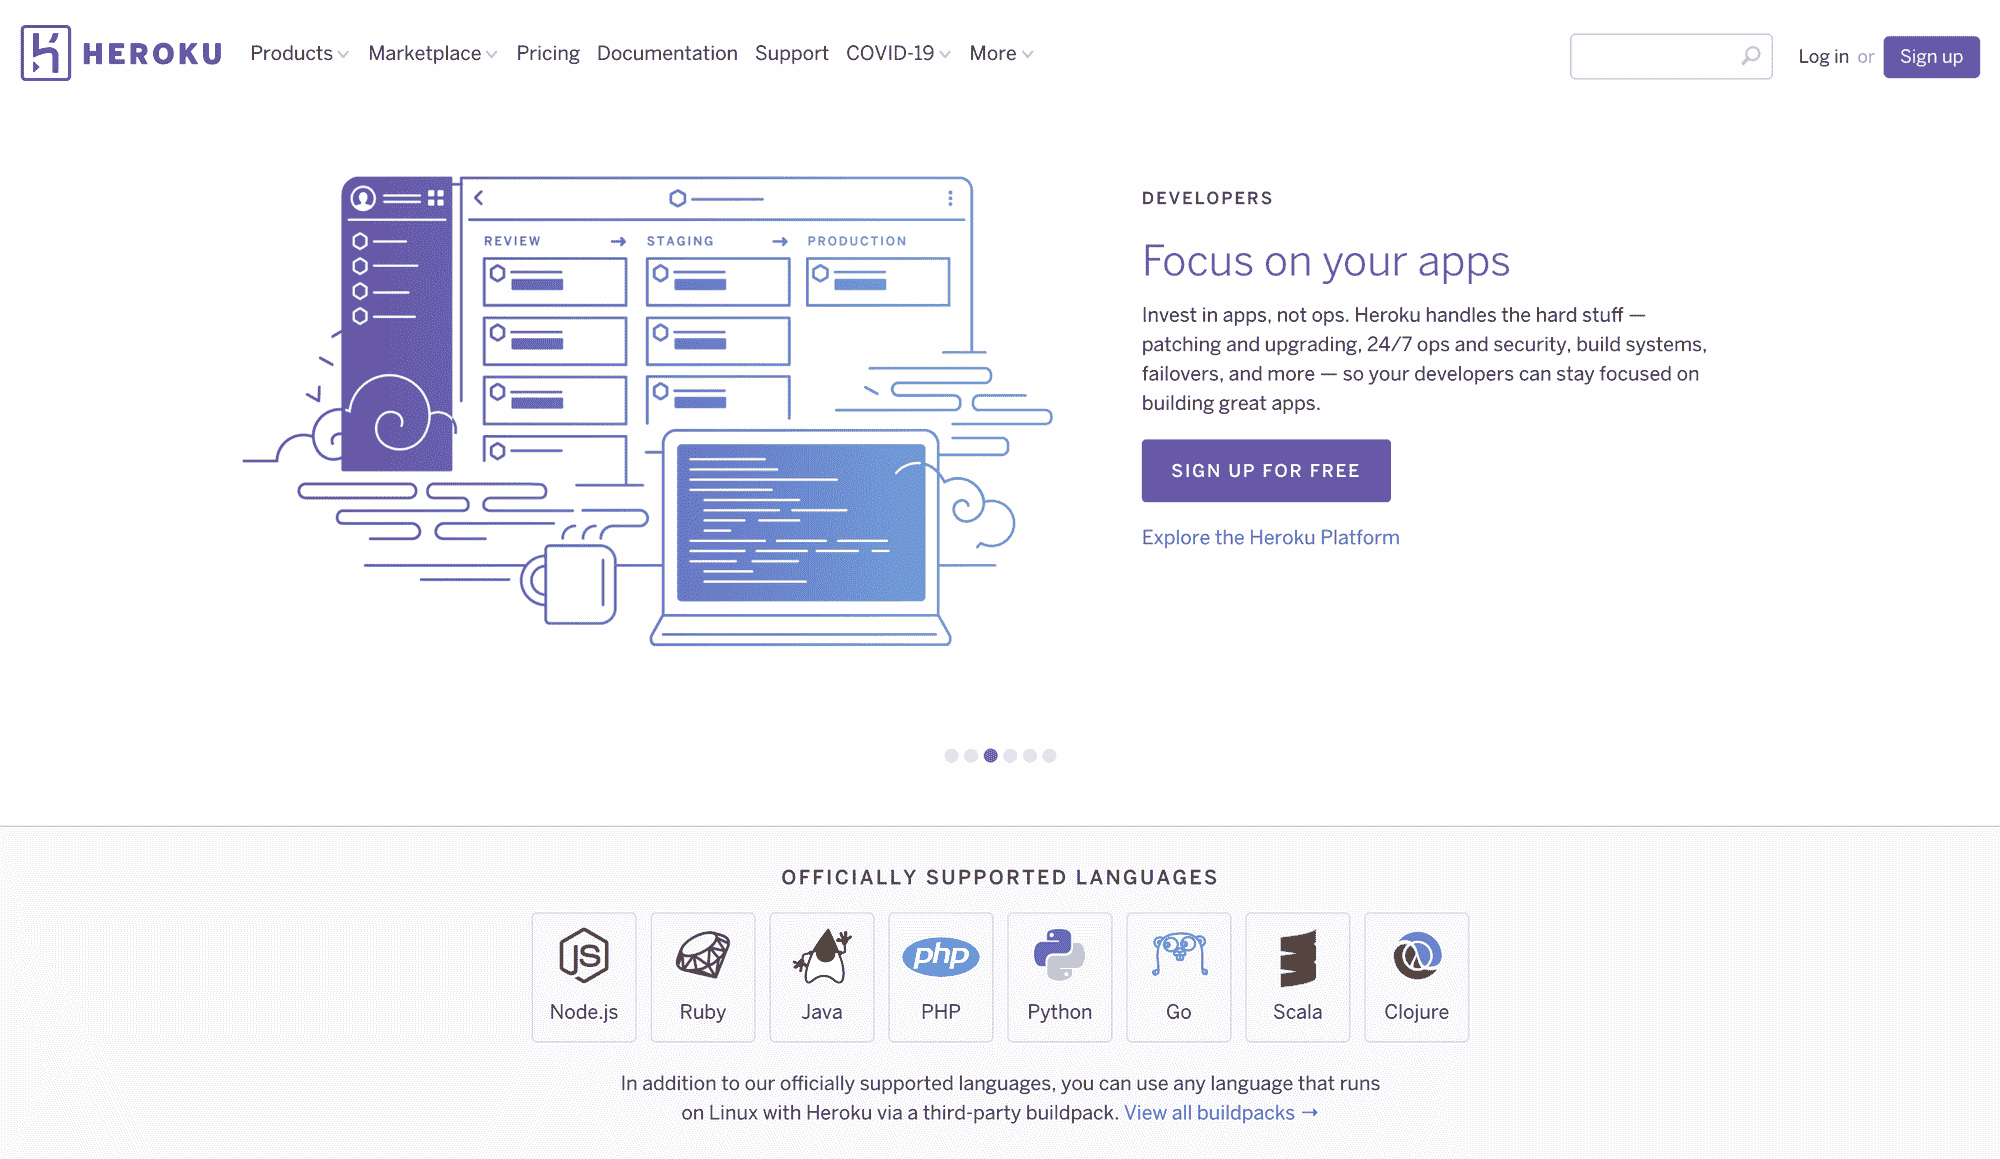 HEROKU Products Marketplace Pricing Documentation Support COVID-19 More Log in or Sign up
REVIEW STAGING PRODUCTION
DEVELOPERS
Focus on your apps
Invest in apps, not ops. Heroku handles the hard stuff —
patching and upgrading, 24/7 ops and security, build systems,
failovers, and more — so your developers can stay focused on
building great apps.
SIGN UP FOR FREE
Explore the Heroku Platform
OFFICIALLY SUPPORTED LANGUAGES
JS php
Node.js Ruby Java PHP Python Go Scala Clojure
In addition to our officially supported languages, you can use any language that runs
on Linux with Heroku via a third-party buildpack. View all buildpacks →